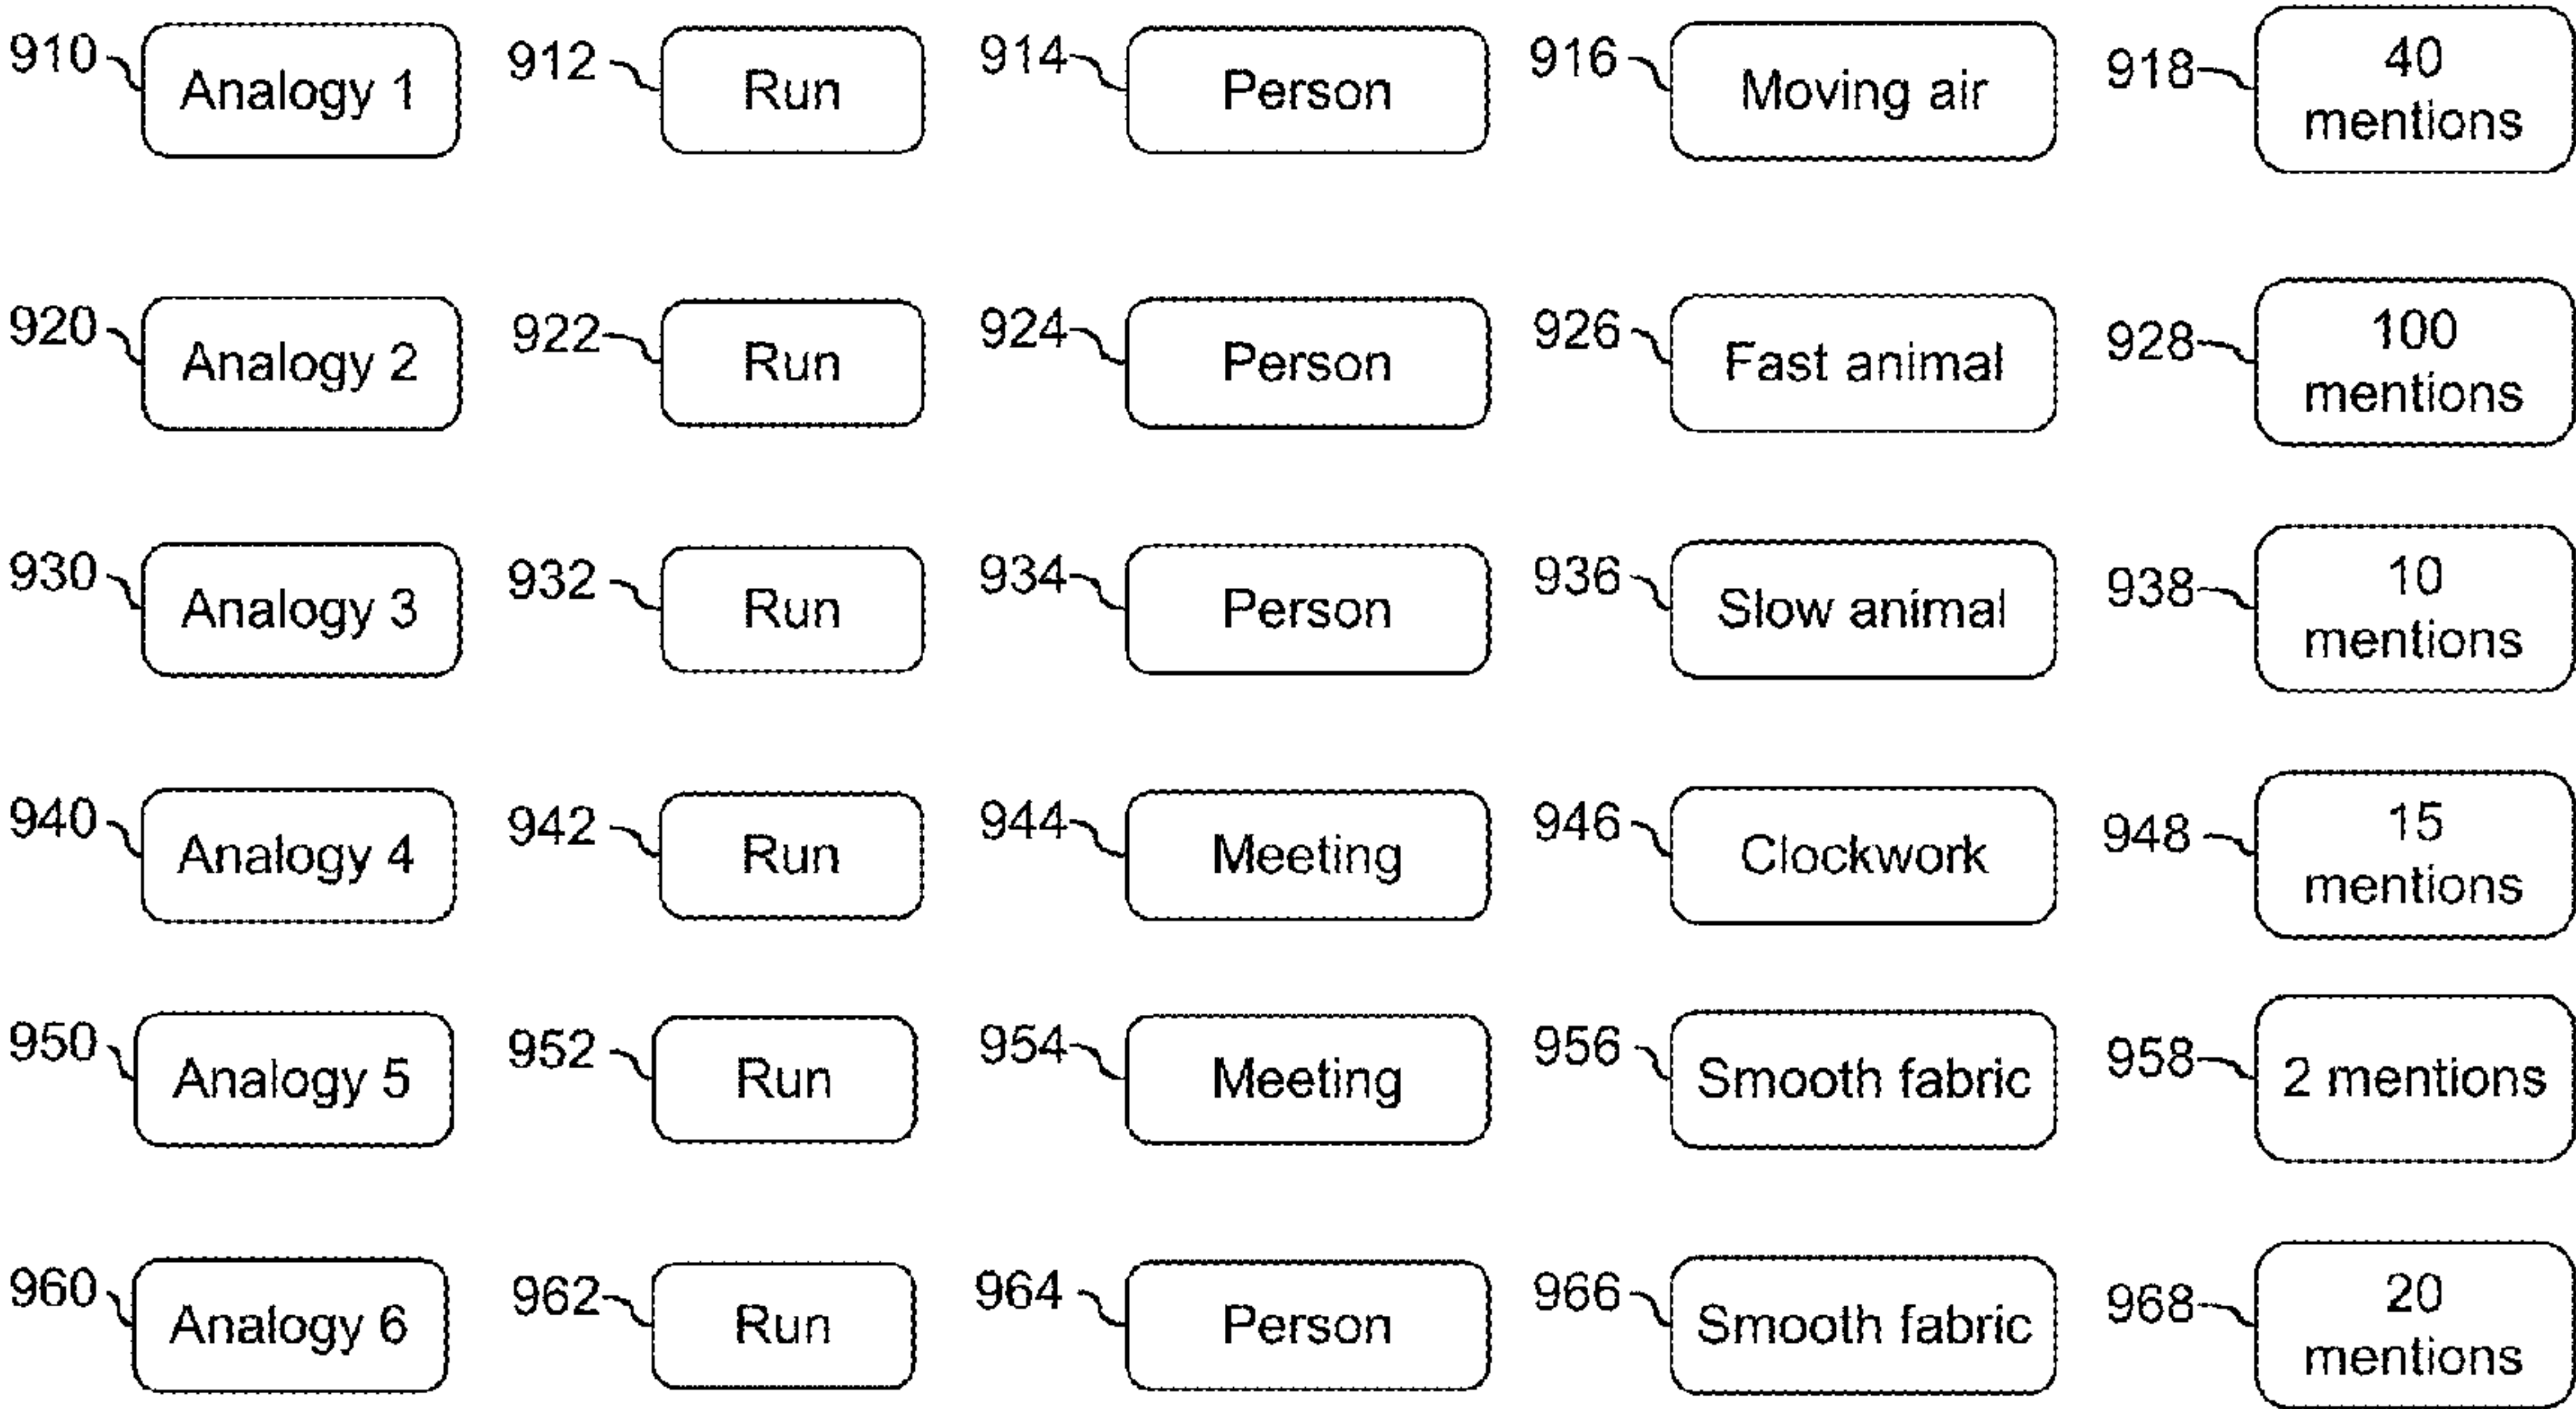 910 Analogy 1 912 Run 914 Person 916 Moving air 918 40
mentions
920 Analogy 2 922 Run 924 Person 926 Fast animal 928 100
mentions
930 Analogy 3 932 Run 934 Person 936 Slow animal 938 10
mentions
940 Analogy 4 942 Run 944 Meeting 946 Clockwork 948 15
mentions
950 Analogy 5 952 Run 954 Meeting 956 Smooth fabric 958 2 mentions
960 Analogy 6 962 Run 964 Person 966 Smooth fabric 968 20
mentions